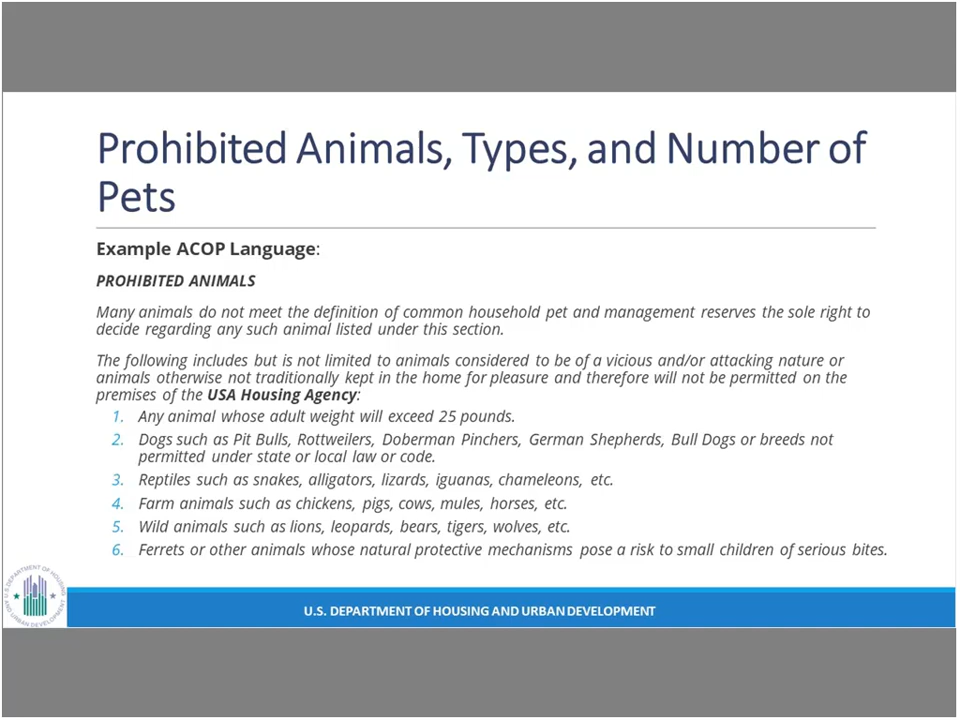 Prohibited Animals, Types, and Number of
Pets
Example ACOP Language:
PROHIBITED ANIMALS
Many animals do not meet the definition of common household pet and management reserves the sole right to
decide regarding any such animal listed under this section.
The following includes but is not limited to animals considered to be of a vicious and/or attacking nature or
animals otherwise not traditionally kept in the home for pleasure and therefore will not be permitted on the
premises of the USA Housing Agency:
1. Any animal whose adult weight will exceed 25 pounds.
2. Dogs such as Pit Bulls, Rottweilers, Doberman Pinchers, German Shepherds, Bull Dogs or breeds not
permitted under state or local law or code.
3. Reptiles such as snakes, alligators, lizards, iguanas, chameleons, etc.
4. Farm animals such as chickens, pigs, cows, mules, horses, etc.
5. Wild animals such as lions, leopards, bears, tigers, wolves, etc.
6. Ferrets or other animals whose natural protective mechanisms pose a risk to small children of serious bites.
U.S. DEPARTMENT OF HOUSING
AND URBAN DEVELOPMENT
U.S. DEPARTMENT OF HOUSING AND URBAN DEVELOPMENT